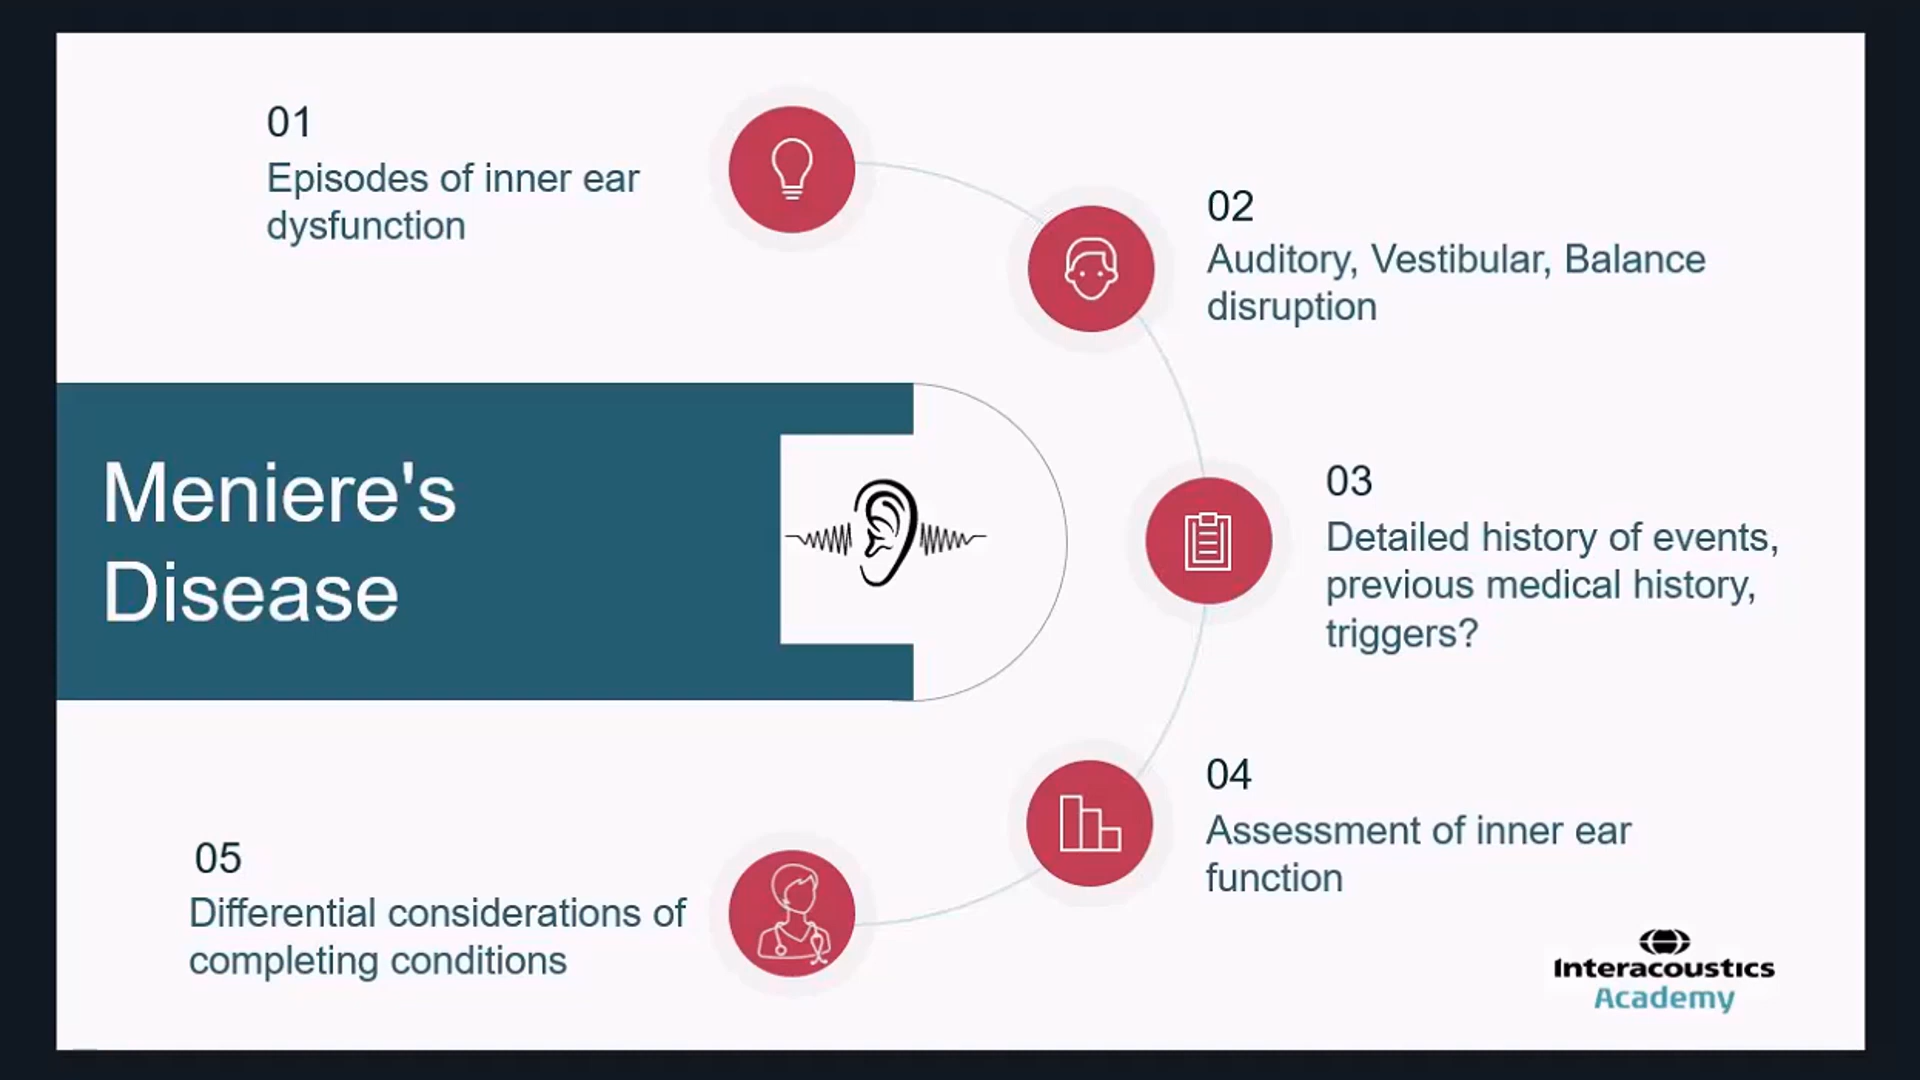 01
Episodes of inner ear
dysfunction
02
Auditory, Vestibular, Balance
disruption
Meniere's
Disease
03
Detailed history of events,
previous medical history,
triggers?
04
Assessment of inner ear
function
05
Differential considerations of
completing conditions
Interacoustics
Academy